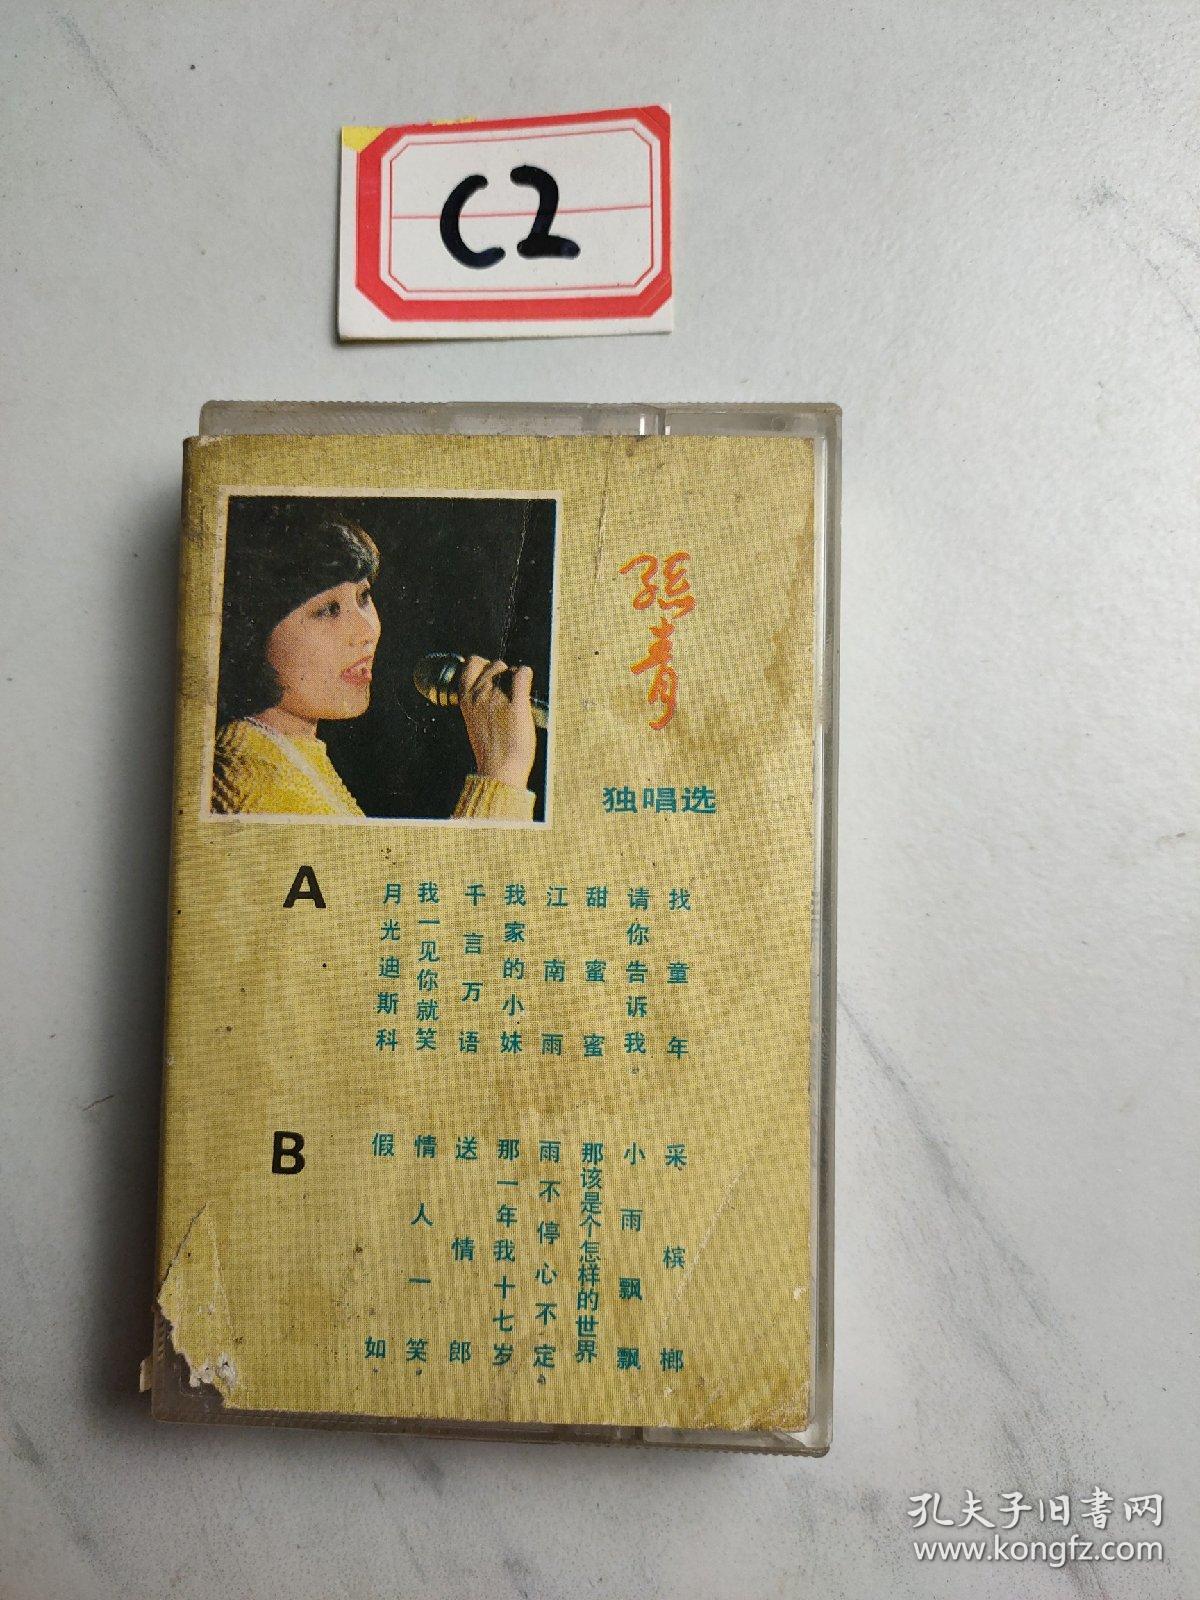 C2
孫青
独唱选
A
找童年
请你告诉我
甜蜜蜜
江南雨
我家的小妹
千言万语
我一见你就笑
月光迪斯科
B
采槟榔
小雨飘飘
那该是个怎样的世界
雨不停心不定
那一年我十七岁
送情郎
情人一笑
假如
孔夫子旧书网
www.kongfz.com